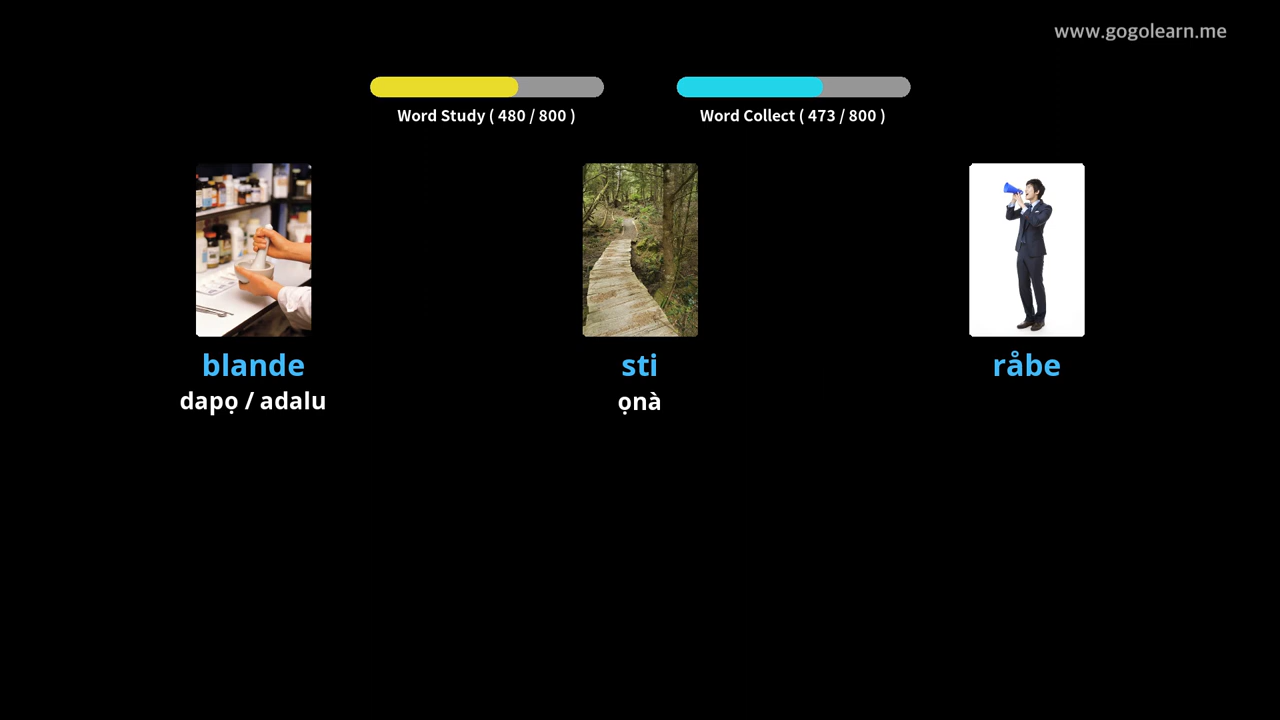 www.gogolearn.me
Word Study ( 480 / 800 )
Word Collect ( 473 / 800 )
blande
sti
råbe
dapọ / adalu
ọnà